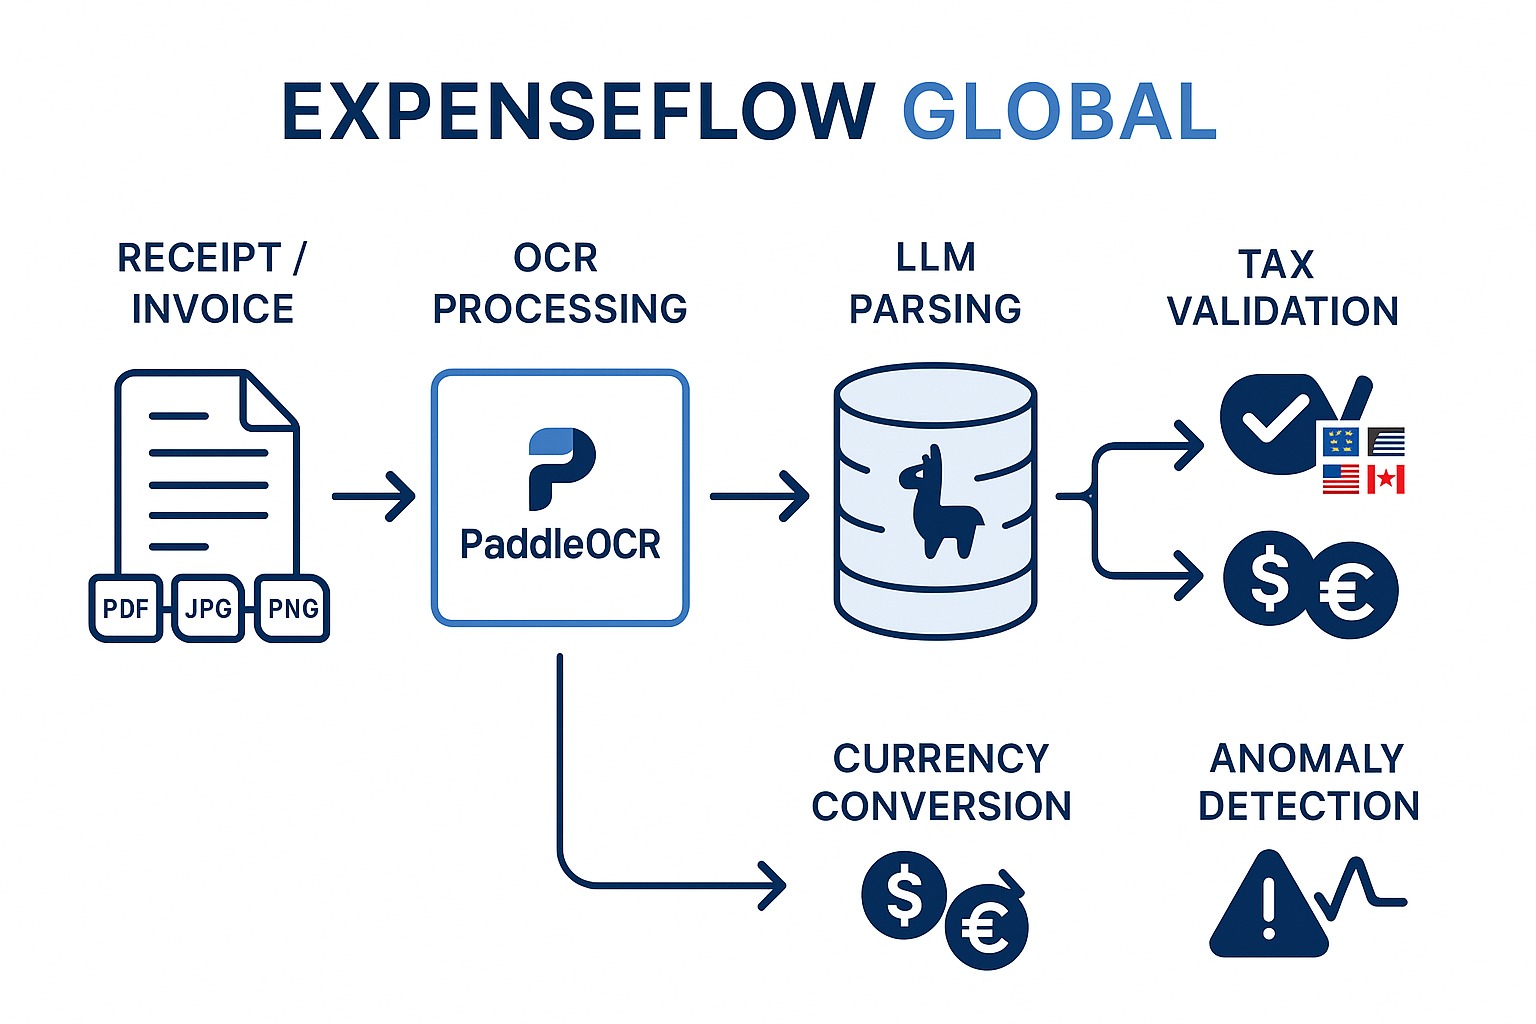 EXPENSEFLOW GLOBAL
RECEIPT /
INVOICE
OCR
PROCESSING
LLM
PARSING
TAX
VALIDATION
PaddleOCR
PDF
JPG
PNG
$
€
CURRENCY
CONVERSION
ANOMALY
DETECTION
$
€
!